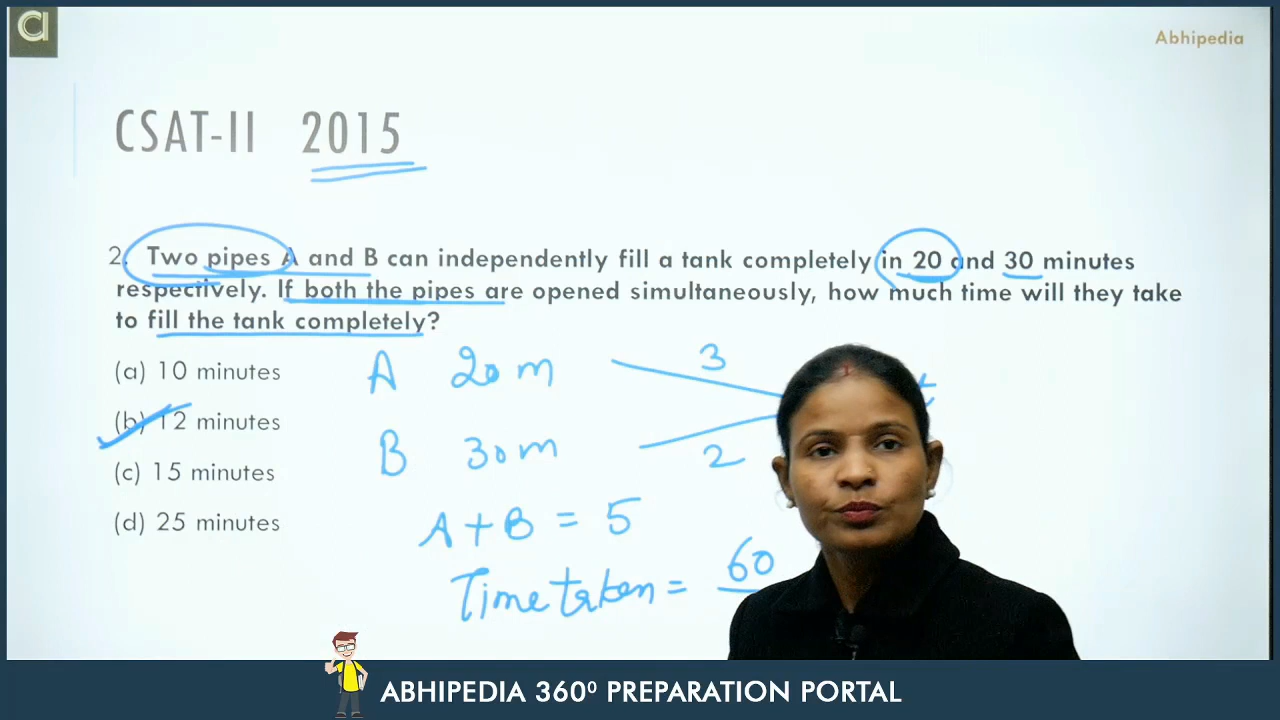 a
Abhipedia
CSAT-II 2015
2. Two pipes A and B can independently fill a tank completely in 20 and 30 minutes
respectively. If both the pipes are opened simultaneously, how much time will they take
to fill the tank completely?
(a) 10 minutes
(b) 12 minutes
(c) 15 minutes
(d) 25 minutes
A 20 m 3
B 30 m 2
A + B = 5
Time taken = 60
ABHIPEDIA 360⁰ PREPARATION PORTAL